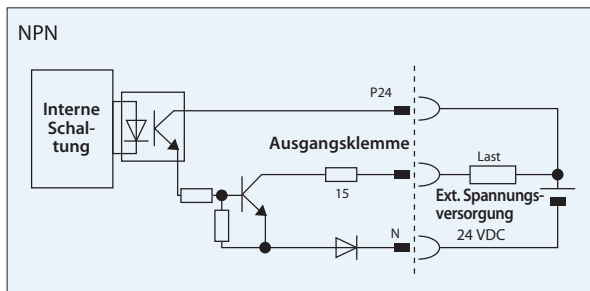 NPN
P24
Interne
Schal-
tung
Ausgangsklemme
Last
15
Ext. Spannungs-
versorgung
N
24 VDC